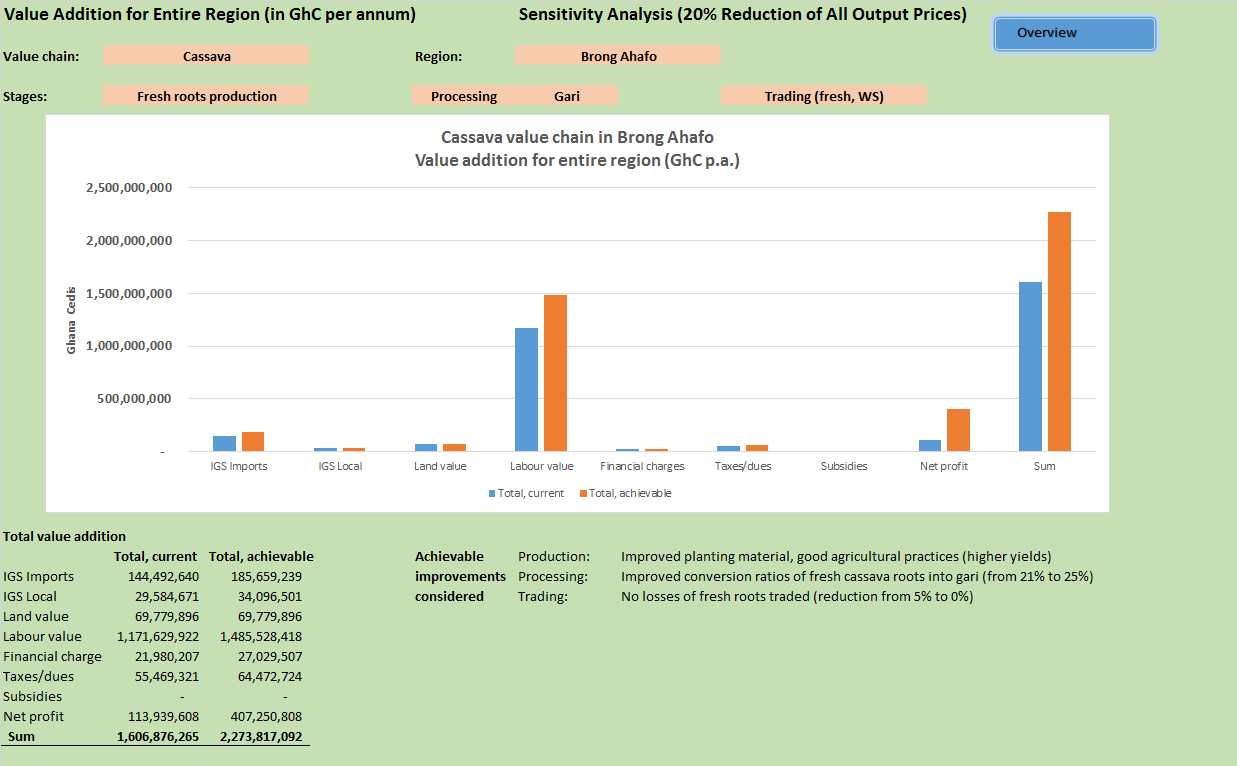 Value Addition for Entire Region (in GhC per annum) Sensitivity Analysis (20% Reduction of All Output Prices)
Overview
Value chain: Cassava Region: Brong Ahafo
Stages: Fresh roots production Processing Gari Trading (fresh, WS)
Cassava value chain in Brong Ahafo
Value addition for entire region (GhC p.a.)
2,500,000,000
2,000,000,000
1,500,000,000
1,000,000,000
500,000,000
-
Ghana Cedis
IGS Imports IGS Local Land value Labour value Financial charges Taxes/dues Subsidies Net profit Sum
Total, current Total, achievable
Total value addition
Total, current Total, achievable Achievable Production: Improved planting material, good agricultural practices (higher yields)
IGS Imports 144,492,640 185,659,239 improvements Processing: Improved conversion ratios of fresh cassava roots into gari (from 21% to 25%)
IGS Local 29,584,671 34,096,501 considered Trading: No losses of fresh roots traded (reduction from 5% to 0%)
Land value 69,779,896 69,779,896
Labour value 1,171,629,922 1,485,528,418
Financial charge 21,980,207 27,029,507
Taxes/dues 55,469,321 64,472,724
Subsidies - -
Net profit 113,939,608 407,250,808
Sum 1,606,876,265 2,273,817,092